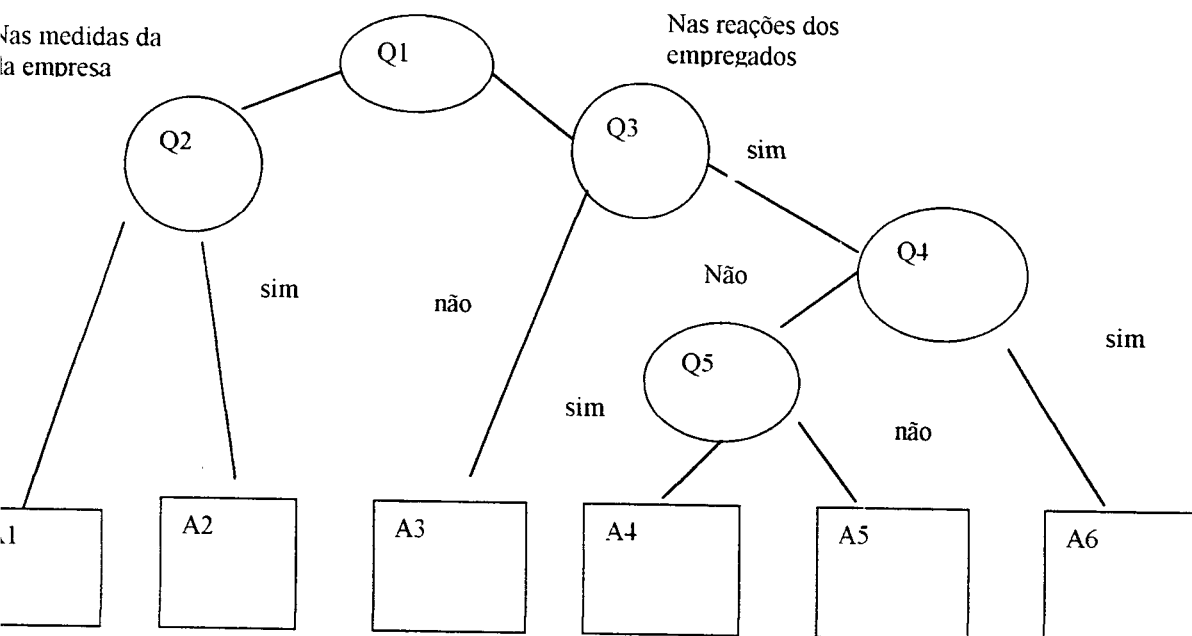 Nas medidas da
da empresa
Q1
Nas reações dos
empregados
Q2
Q3
sim
Q4
Não
sim
não
sim
Q5
sim
não
A1
A2
A3
A4
A5
A6